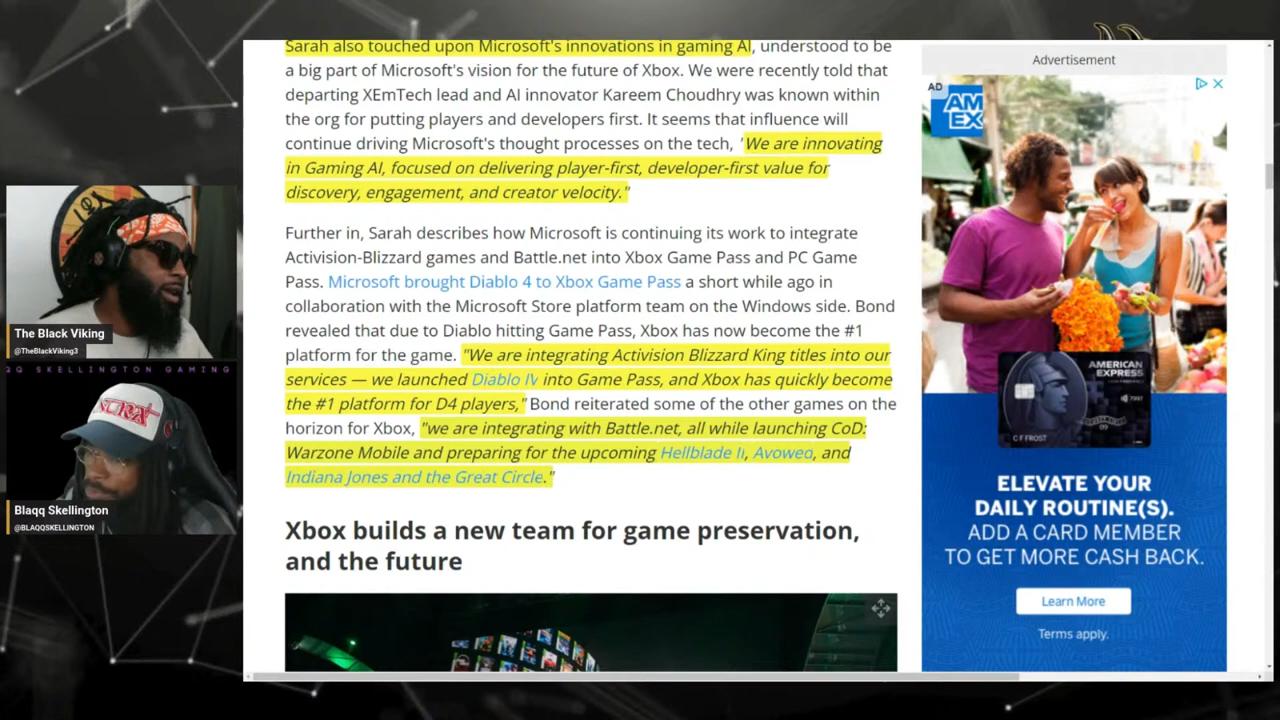 Sarah also touched upon Microsoft's innovations in gaming AI, understood to be
a big part of Microsoft's vision for the future of Xbox. We were recently told that
departing XEmTech lead and AI innovator Kareem Choudhry was known within
the org for putting players and developers first. It seems that influence will
continue driving Microsoft's thought processes on the tech, "We are innovating
in Gaming AI, focused on delivering player-first, developer-first value for
discovery, engagement, and creator velocity."
Further in, Sarah describes how Microsoft is continuing its work to integrate
Activision-Blizzard games and Battle.net into Xbox Game Pass and PC Game
Pass. Microsoft brought Diablo 4 to Xbox Game Pass a short while ago in
collaboration with the Microsoft Store platform team on the Windows side. Bond
revealed that due to Diablo hitting Game Pass, Xbox has now become the #1
platform for the game. "We are integrating Activision Blizzard King titles into our
services — we launched Diablo IV into Game Pass, and Xbox has quickly become
the #1 platform for D4 players," Bond reiterated some of the other games on the
horizon for Xbox, "we are integrating with Battle.net, all while launching CoD:
Warzone Mobile and preparing for the upcoming Hellblade II, Avowed, and
Indiana Jones and the Great Circle."
Xbox builds a new team for game preservation,
and the future
Advertisement
AD
AM
EX
AMERICAN
EXPRESS
C F FROST
ELEVATE YOUR
DAILY ROUTINE(S).
ADD A CARD MEMBER
TO GET MORE CASH BACK.
Learn More
Terms apply.
The Black Viking
@TheBlackViking3
QQ SKELLINGTON GAMING
Blaqq Skellington
@BLAQQSKELLINGTON